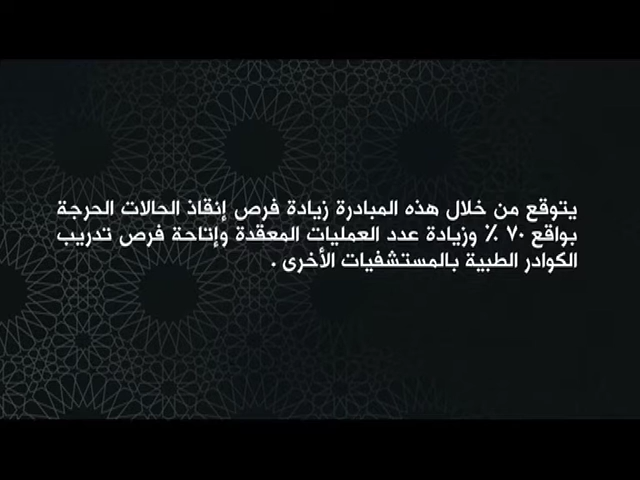 يتوقع من خلال هذه المبادرة زيادة فرص إنقاذ الحالات الحرجة
بواقع ٧٠ ٪ وزيادة عدد العمليات المعقدة وإتاحة فرص تدريب
الكوادر الطبية بالمستشفيات الأخرى .